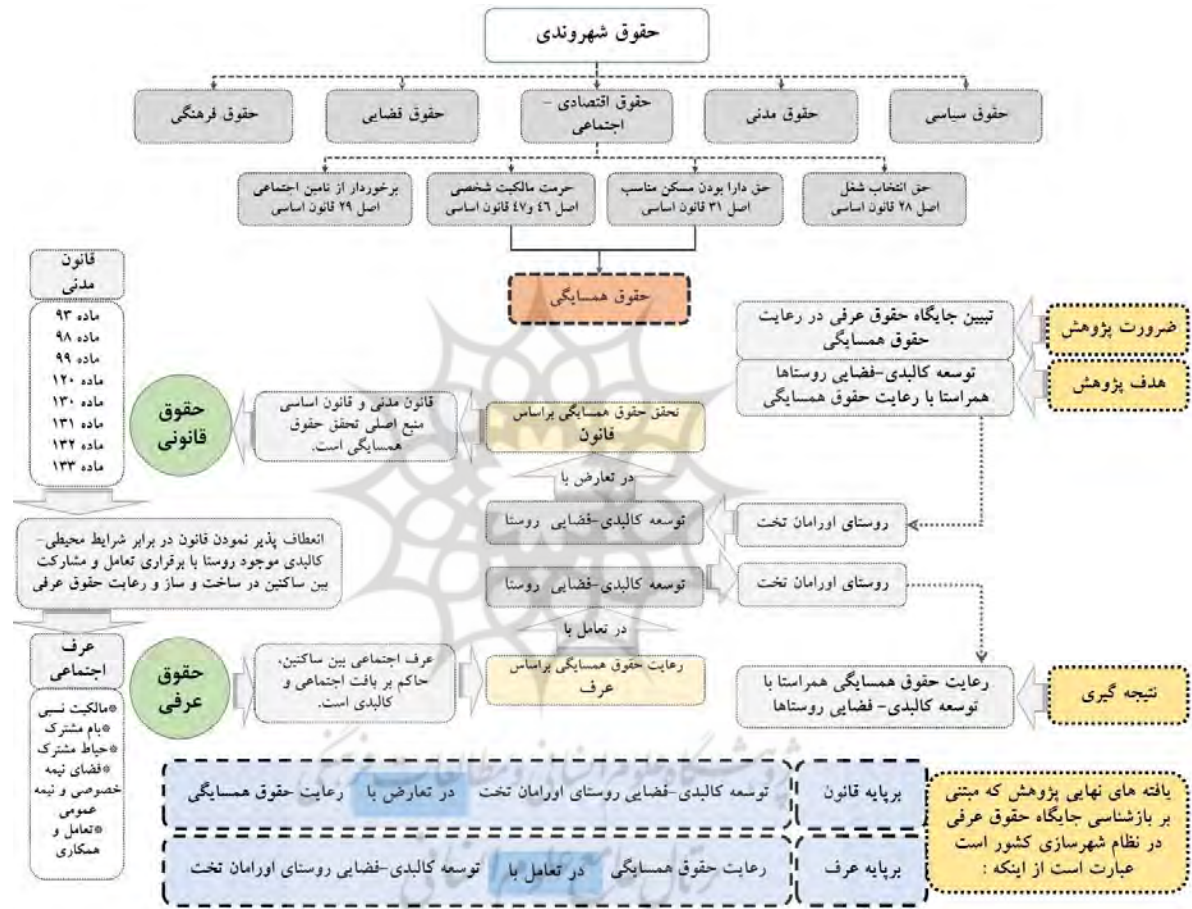 حقوق شهروندی
حقوق سیاسی
حقوق مدنی
حقوق اقتصادی –
اجتماعی
حقوق قضایی
حقوق فرهنگی
حق انتخاب شغل
اصل ۲۸ قانون اساسی
حق دارا بودن مسکن مناسب
اصل ۳۱ قانون اساسی
حرمت مالکیت شخصی
اصل ۴۶ و۴۷ قانون اساسی
برخوردار از تامین اجتماعی
اصل ۲۹ قانون اساسی
حقوق همسایگی
ضرورت پژوهش
تبیین جایگاه حقوق عرفی در رعایت
حقوق همسایگی
هدف پژوهش
توسعه کالبدی-فضایی روستاها
همراستا با رعایت حقوق همسایگی
تحقق حقوق همسایگی براساس
قانون
قانون مدنی و قانون اساسی
منبع اصلی تحقق حقوق
همسایگی است.
حقوق
قانونی
قانون
مدنی
ماده ۹۳
ماده ۹۸
ماده ۹۹
ماده ۱۲۰
ماده ۱۳۰
ماده ۱۳۱
ماده ۱۳۲
ماده ۱۳۳
در تعارض با
روستای اورامان تخت
توسعه کالبدی-فضایی روستا
انعطاف پذیر نمودن قانون در برابر شرایط محیطی-
کالبدی موجود روستا با برقراری تعامل و مشارکت
بین ساکنین در ساخت و ساز و رعایت حقوق عرفی
روستای اورامان تخت
توسعه کالبدی-فضایی روستا
در تعامل با
رعایت حقوق همسایگی براساس
عرف
عرف اجتماعی بین ساکنین،
حاکم بر بافت اجتماعی و
کالبدی است.
حقوق
عرفی
عرف
اجتماعی
*مالکیت نسبی
*بام مشترک
*حیاط مشترک
*فضای نیمه
خصوصی و نیمه
عمومی
*تعامل و
همکاری
نتیجه گیری
رعایت حقوق همسایگی همراستا با
توسعه کالبدی- فضایی روستاها
پژوهشگاه علوم انسانی و مطالعات فرهنگی
یافته های نهایی پژوهش که مبتنی
بر بازشناسی جایگاه حقوق عرفی
در نظام شهرسازی کشور است
عبارت است از اینکه :
برپایه قانون
توسعه کالبدی-فضایی روستای اورامان تخت در تعارض با رعایت حقوق همسایگی
برپایه عرف
رعایت حقوق همسایگی در تعامل با توسعه کالبدی-فضایی روستای اورامان تخت
پرتال جامع علوم انسانی